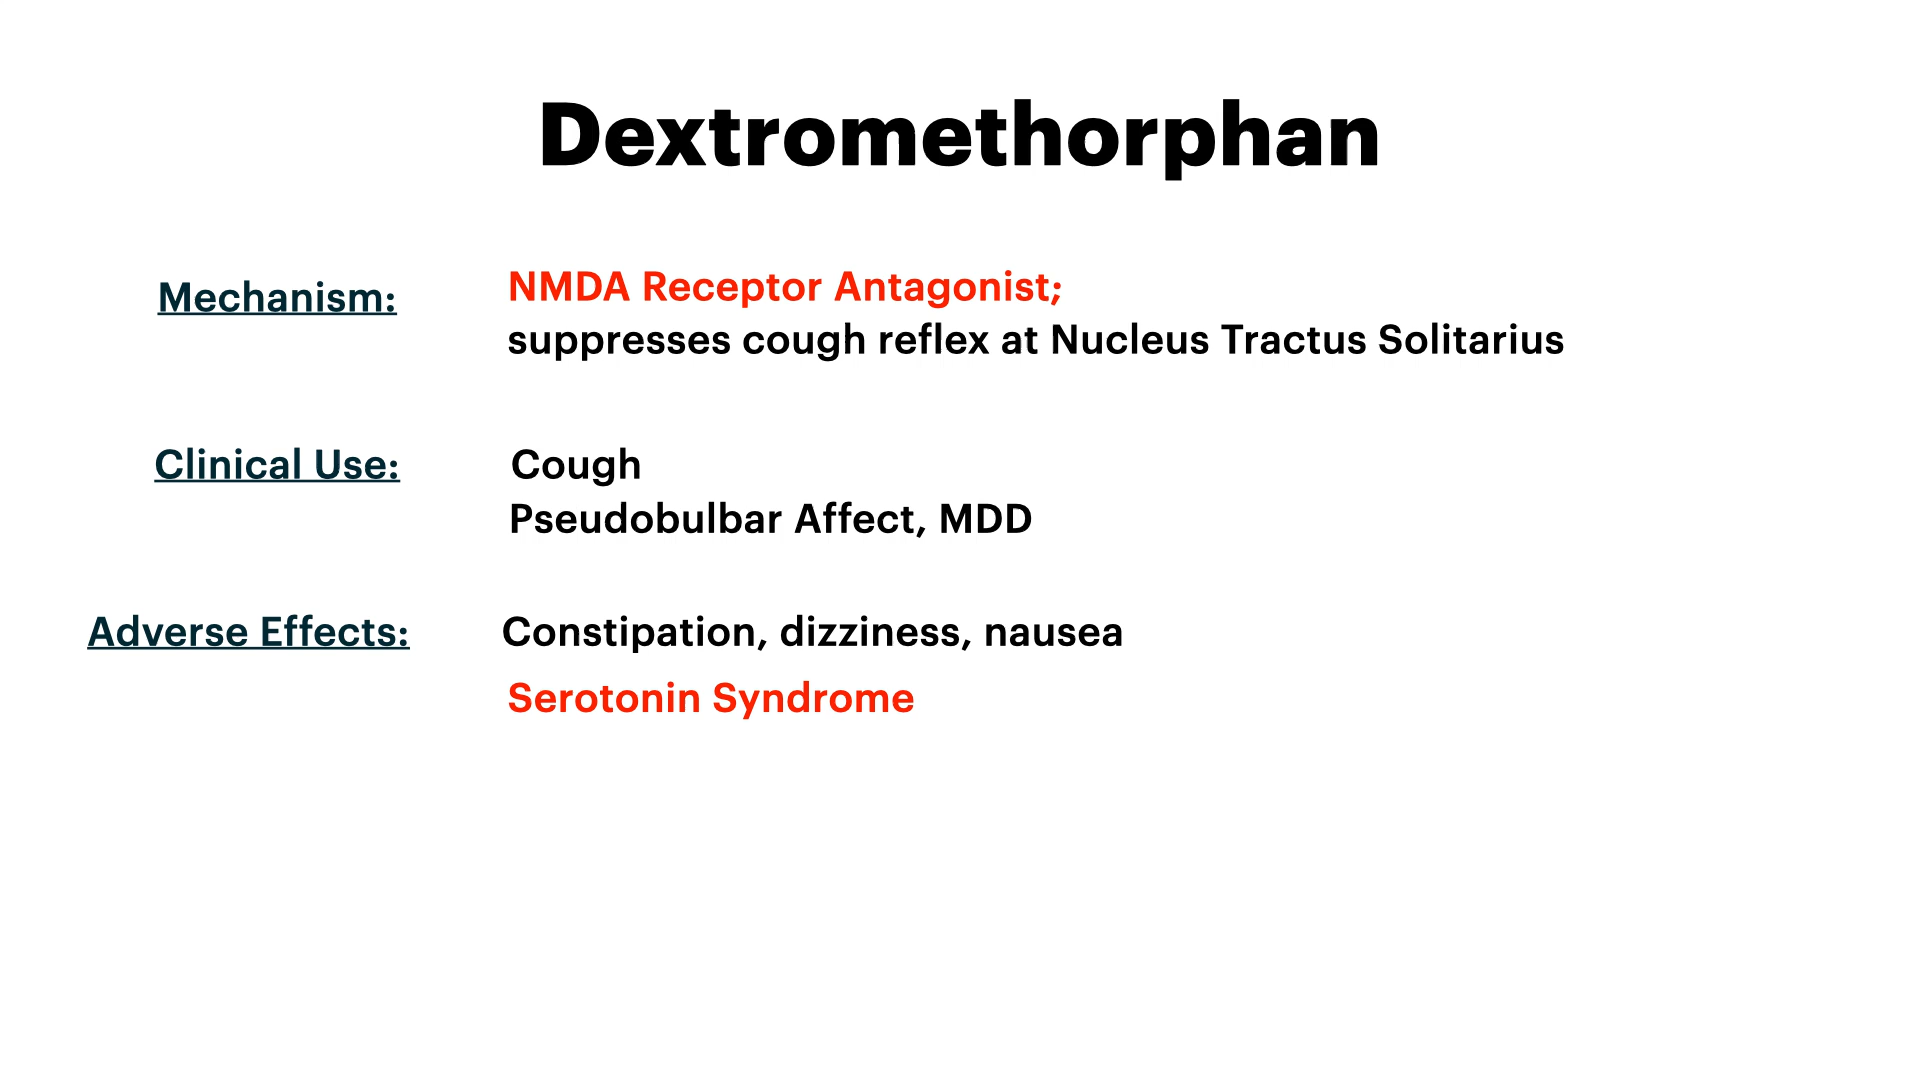 Dextromethorphan
Mechanism:
NMDA Receptor Antagonist;
suppresses cough reflex at Nucleus Tractus Solitarius
Clinical Use:
Cough
Pseudobulbar Affect, MDD
Adverse Effects:
Constipation, dizziness, nausea
Serotonin Syndrome